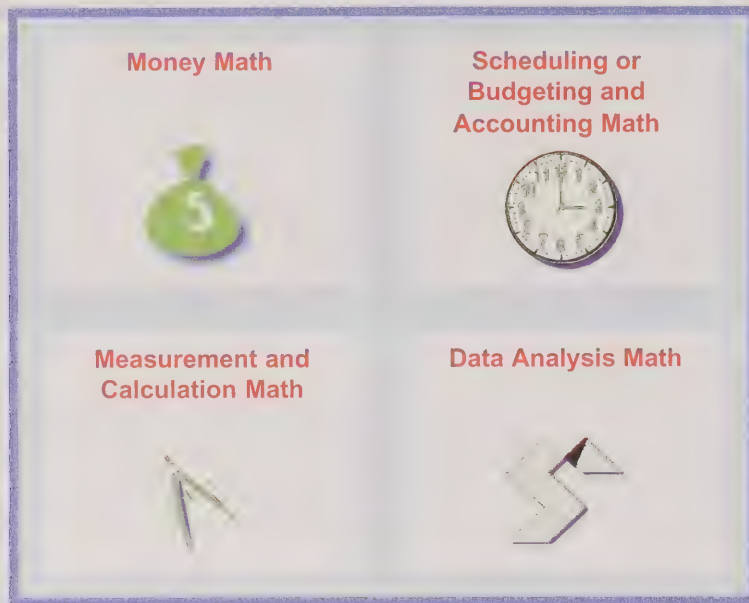 Money Math
Scheduling or
Budgeting and
Accounting Math
Measurement and
Calculation Math
Data Analysis Math